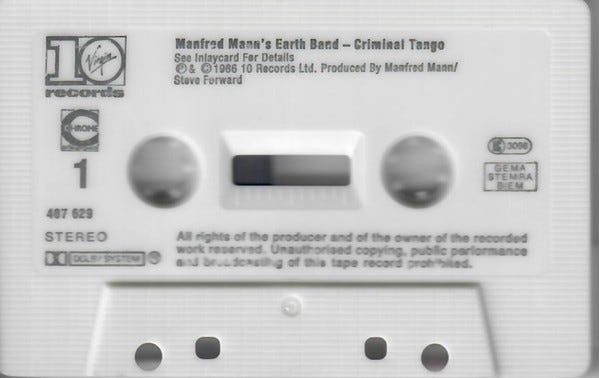 10
Virgin
records
Manfred Mann's Earth Band – Criminal Tango
See Inlaycard For Details
℗ & ©1986 10 Records Ltd. Produced By Manfred Mann/
Steve Forward
CHROME
1
407 629
STEREO
DOLBY SYSTEM
LC 3098
GEMA
STEMRA
BIEM
All rights of the producer and of the owner of the recorded
work reserved. Unauthorised copying, public performance
and broadcasting of this tape record prohibited.